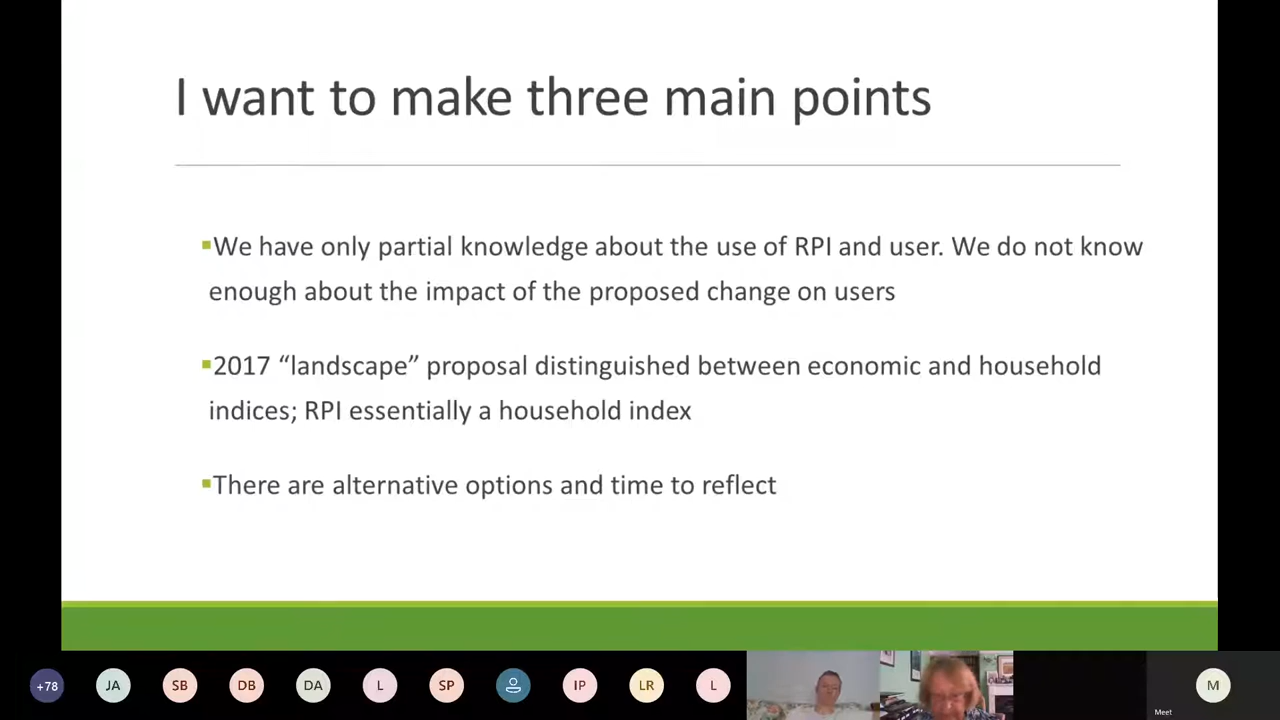 I want to make three main points
▪We have only partial knowledge about the use of RPI and user. We do not know
enough about the impact of the proposed change on users
▪2017 “landscape” proposal distinguished between economic and household
indices; RPI essentially a household index
▪There are alternative options and time to reflect
+78 JA SB DB DA L SP IP LR L M
Meet